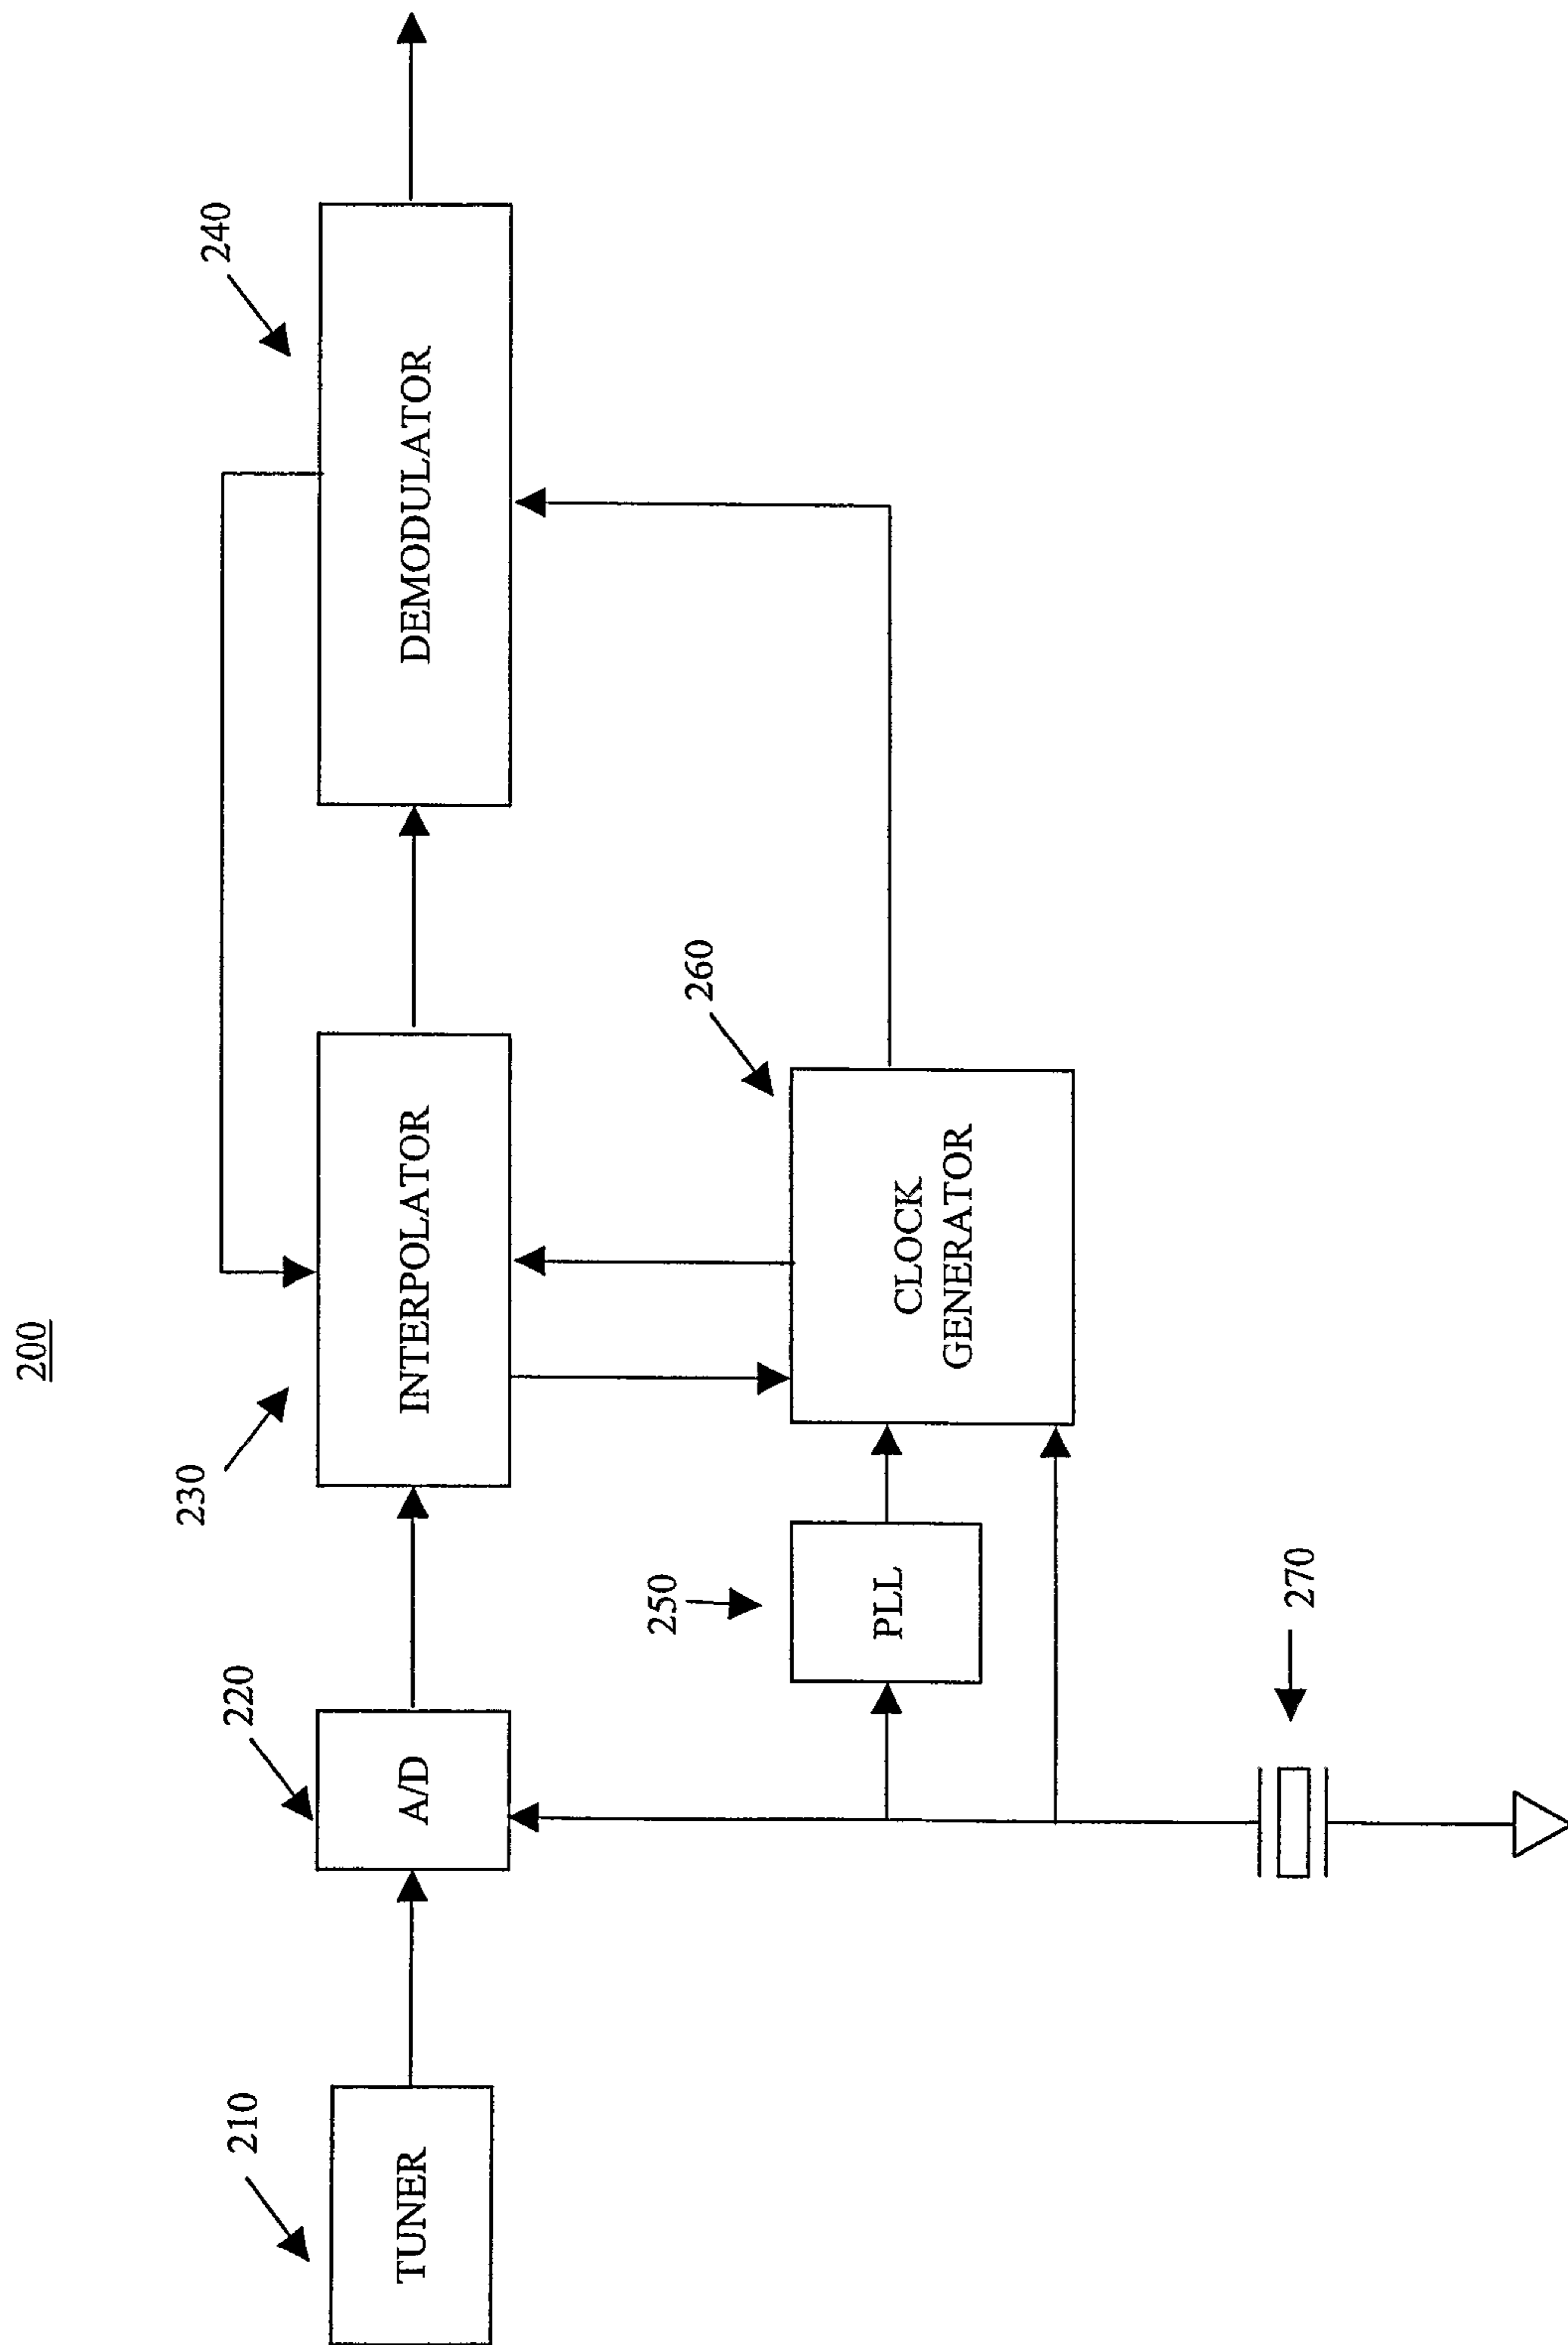 200
210
TUNER
220
A/D
230
INTERPOLATOR
240
DEMODULATOR
250
PLL
260
CLOCK
GENERATOR
270